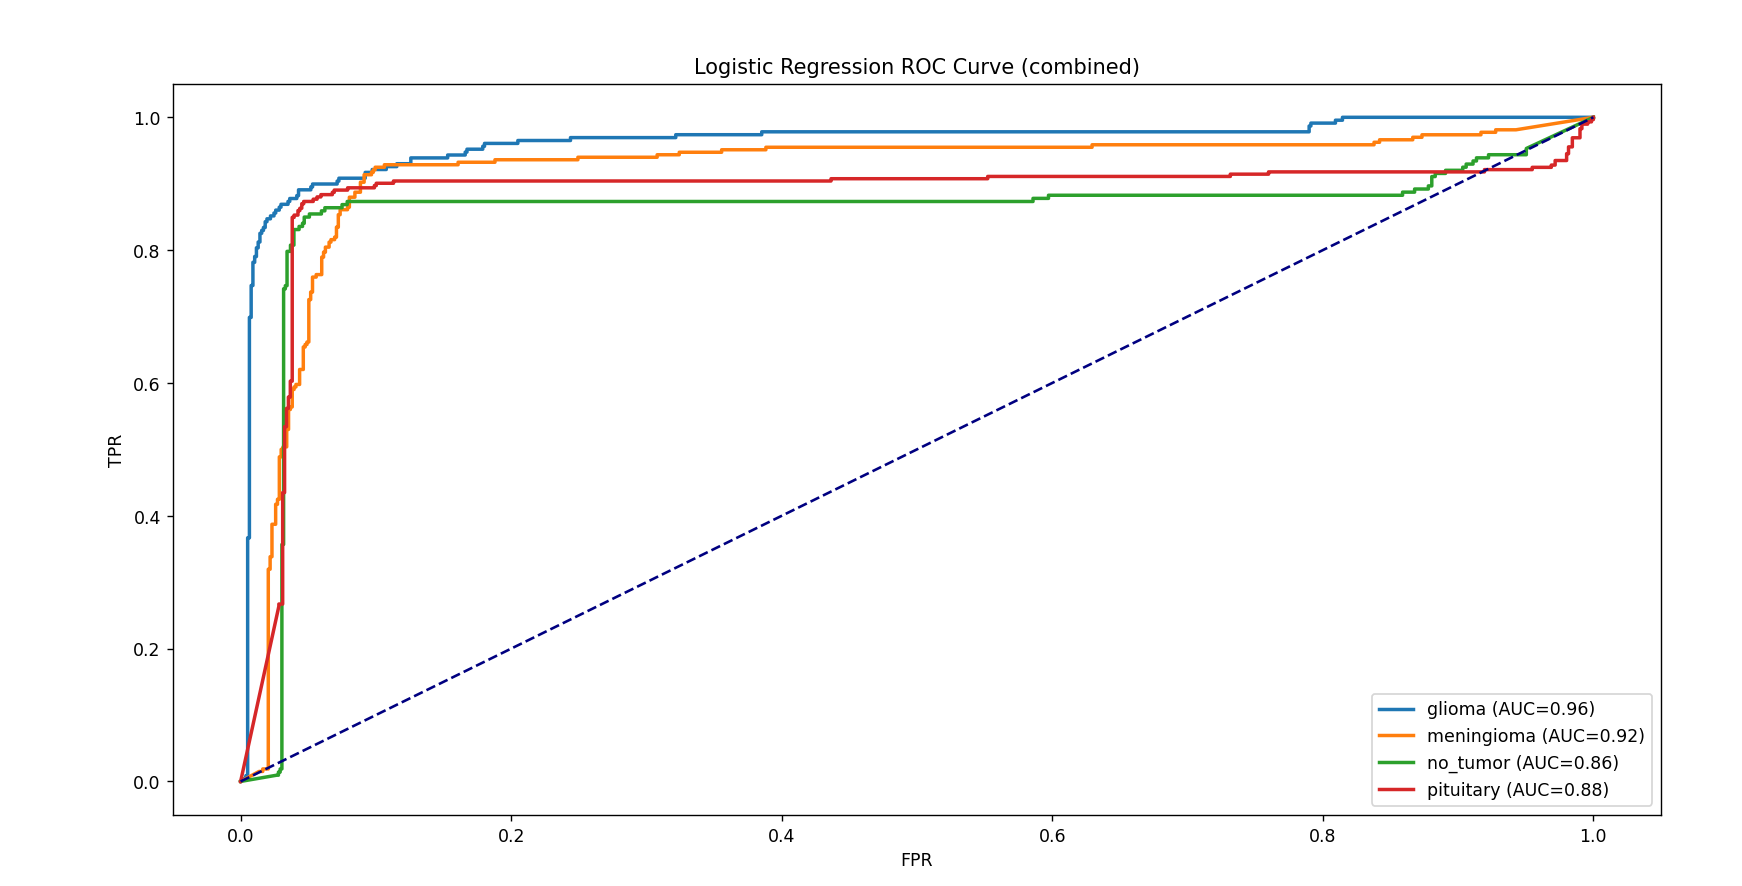 Logistic Regression ROC Curve (combined)
1.0
0.8
0.6
0.4
0.2
0.0
TPR
0.0 0.2 0.4 0.6 0.8 1.0
FPR
glioma (AUC=0.96)
meningioma (AUC=0.92)
no_tumor (AUC=0.86)
pituitary (AUC=0.88)